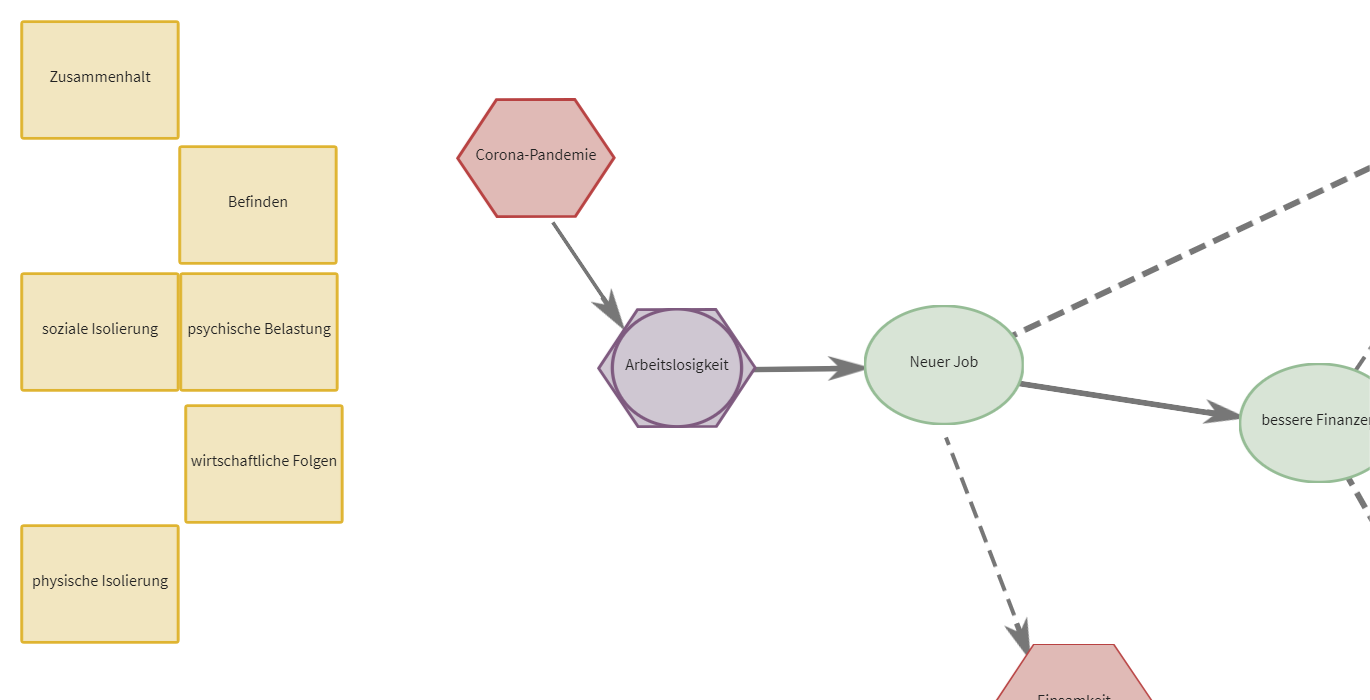 Zusammenhalt
Corona-Pandemie
Befinden
soziale Isolierung
psychische Belastung
Arbeitslosigkeit
Neuer Job
bessere Finanzen
wirtschaftliche Folgen
physische Isolierung
Einsamkeit